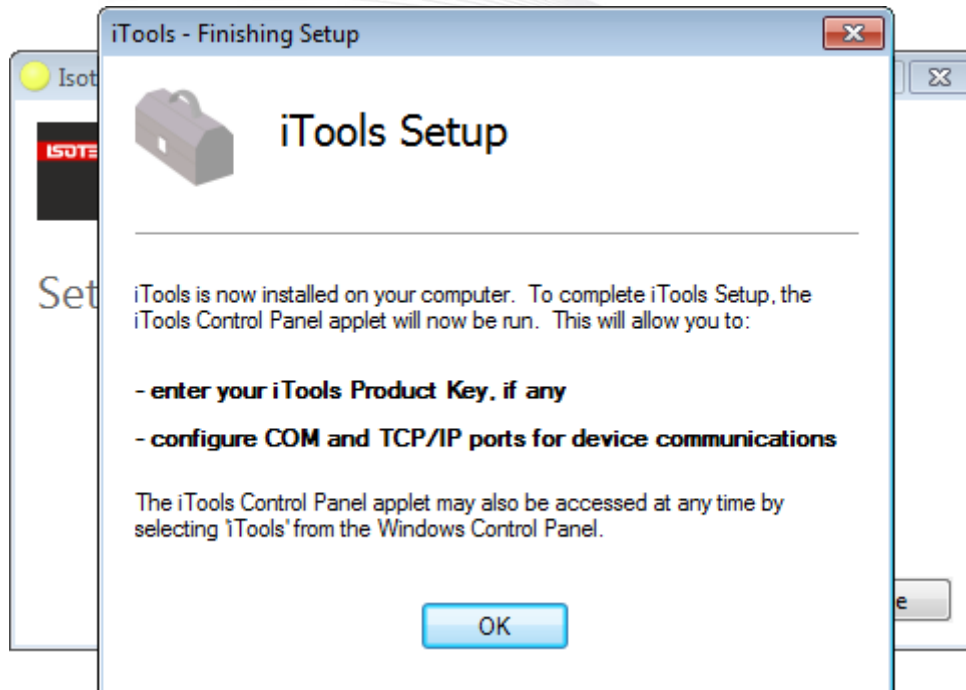 iTools - Finishing Setup
Isot
ISOTE
iTools Setup
Set
iTools is now installed on your computer. To complete iTools Setup, the
iTools Control Panel applet will now be run. This will allow you to:
- enter your iTools Product Key, if any
- configure COM and TCP/IP ports for device communications
The iTools Control Panel applet may also be accessed at any time by
selecting 'iTools' from the Windows Control Panel.
e
OK